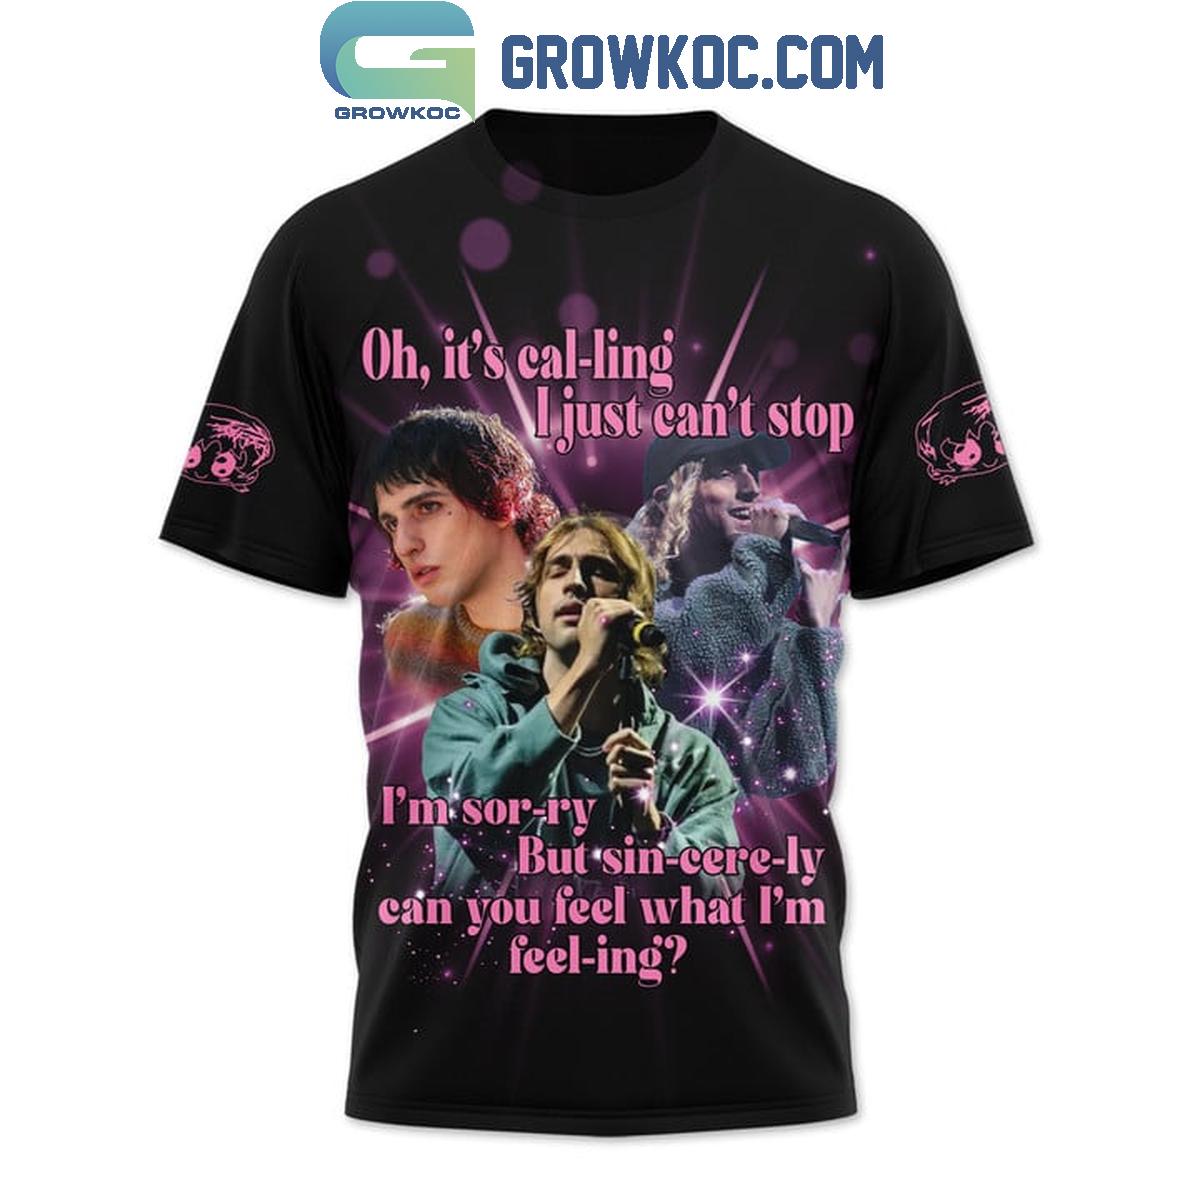 GROWKOC.COM
GROWKOC
Oh, it's cal-ling
I just can't stop
I'm sor-ry
But sin-cere-ly
can you feel what I'm
feel-ing?